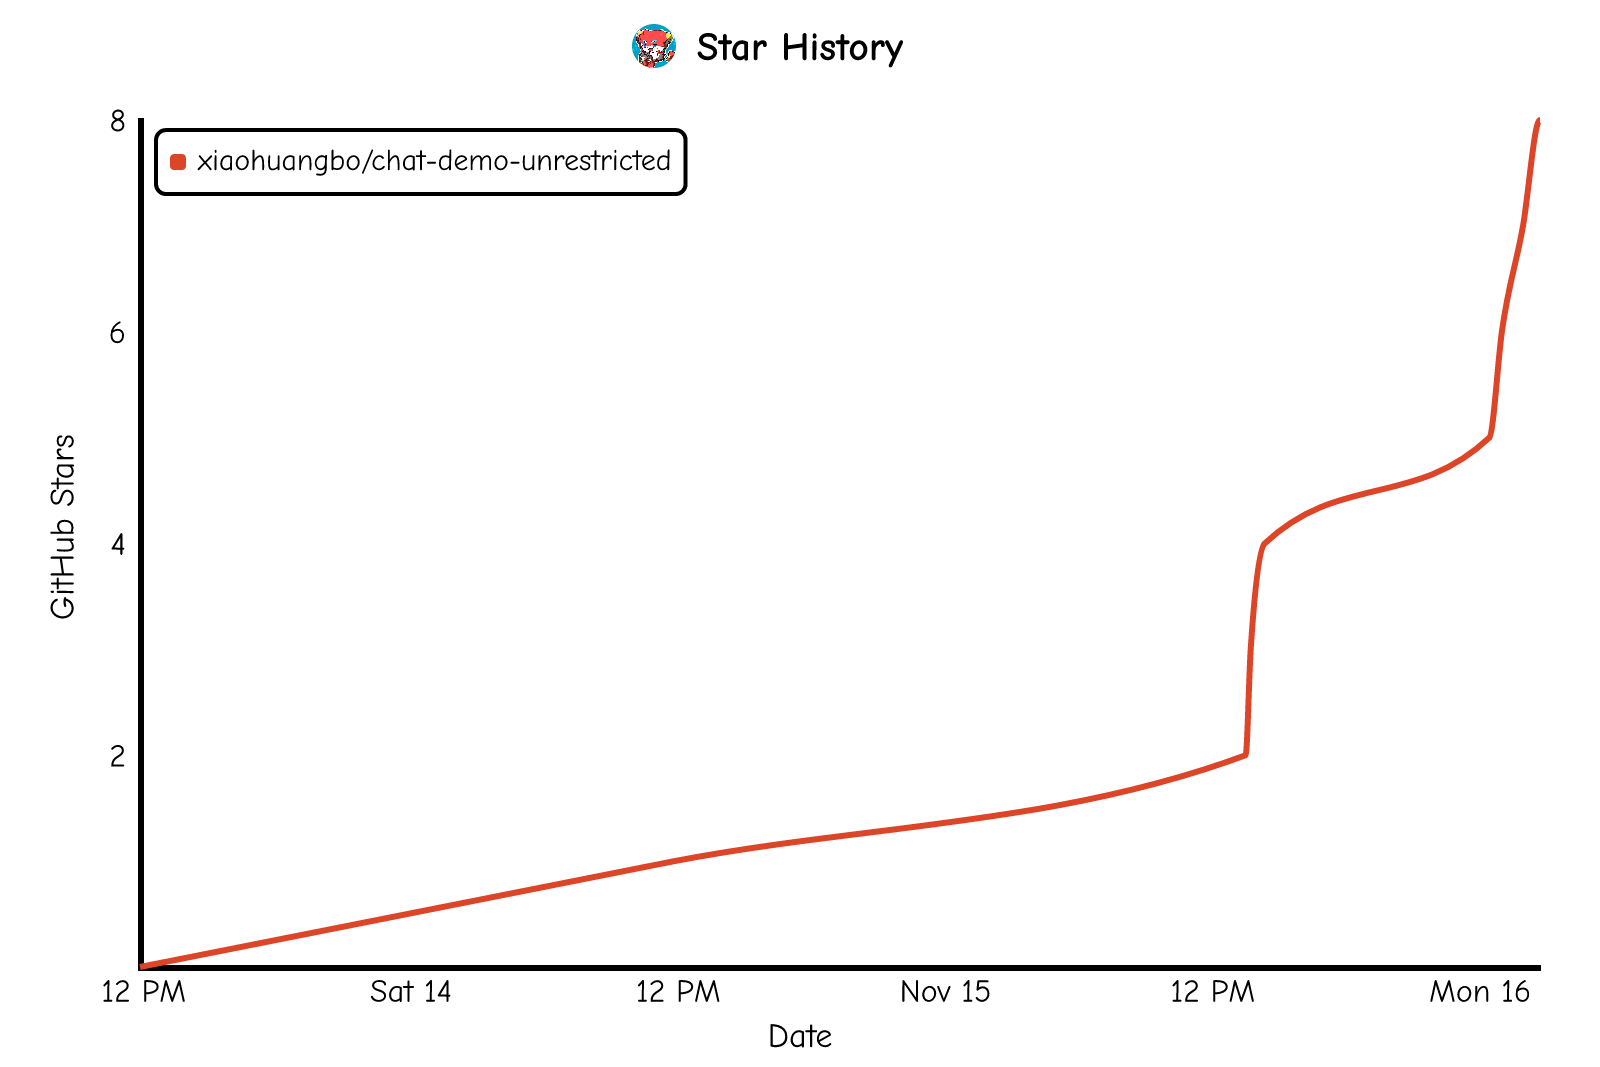 Star History
xiaohuangbo/chat-demo-unrestricted
8
6
4
2
GitHub Stars
12 PM
Sat 14
12 PM
Nov 15
12 PM
Mon 16
Date